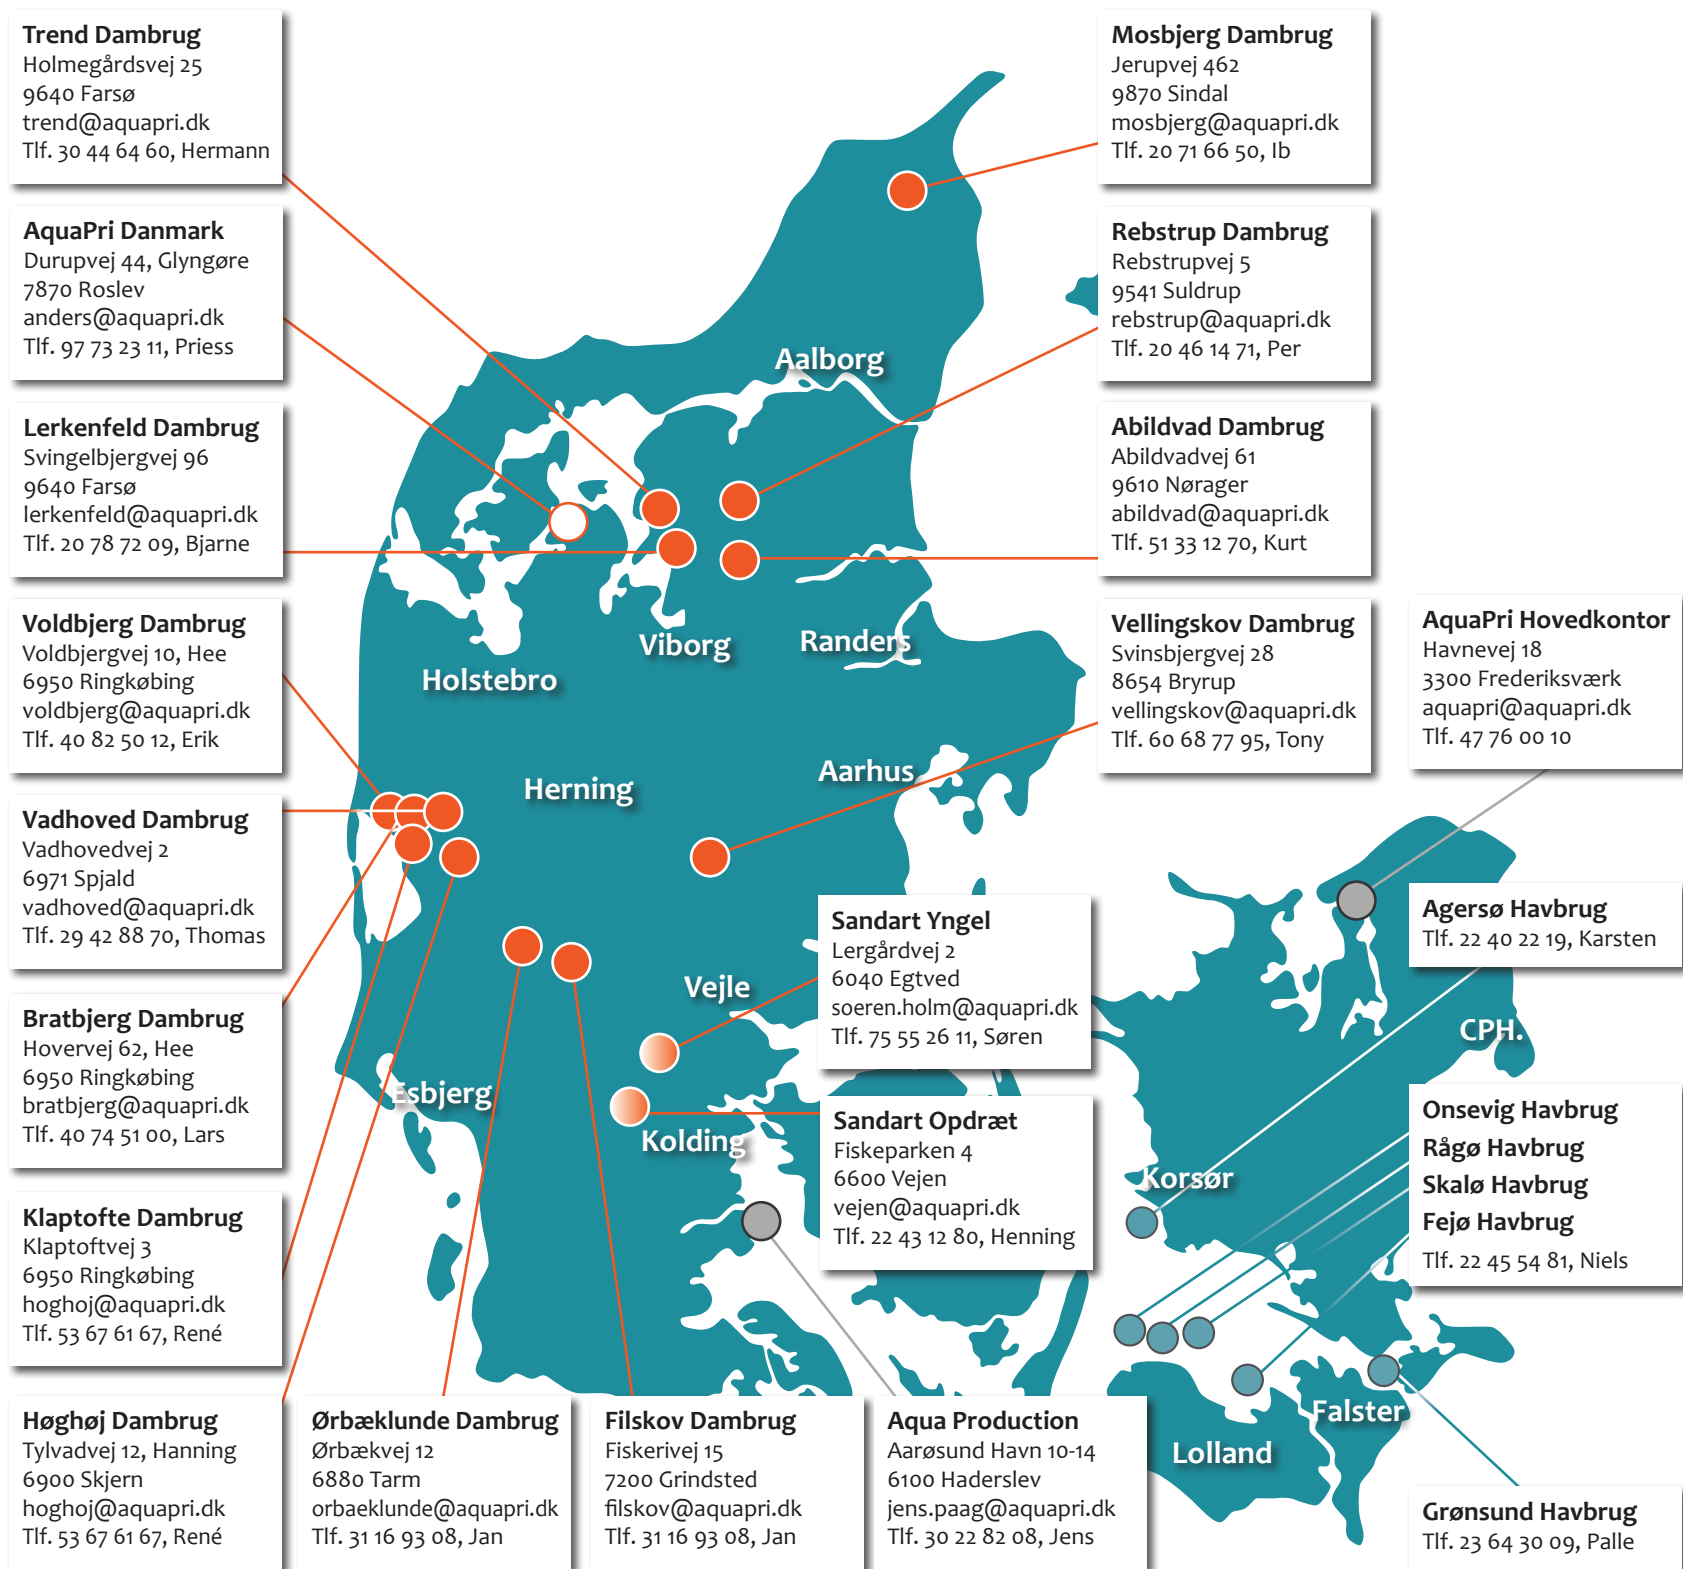 Trend Dambrug
Holmegårdsvej 25
9640 Farsø
trend@aquapri.dk
Tlf. 30 44 64 60, Hermann
AquaPri Danmark
Durupvej 44, Glyngøre
7870 Roslev
anders@aquapri.dk
Tlf. 97 73 23 11, Priess
Lerkenfeld Dambrug
Svingelbjergvej 96
9640 Farsø
lerkenfeld@aquapri.dk
Tlf. 20 78 72 09, Bjarne
Voldbjerg Dambrug
Voldbjergvej 10, Hee
6950 Ringkøbing
voldbjerg@aquapri.dk
Tlf. 40 82 50 12, Erik
Vadhoved Dambrug
Vadhovedvej 2
6971 Spjald
vadhoved@aquapri.dk
Tlf. 29 42 88 70, Thomas
Bratbjerg Dambrug
Hovervej 62, Hee
6950 Ringkøbing
bratbjerg@aquapri.dk
Tlf. 40 74 51 00, Lars
Klaptofte Dambrug
Klaptoftvej 3
6950 Ringkøbing
hoghoj@aquapri.dk
Tlf. 53 67 61 67, René
Høghøj Dambrug
Tylvadvej 12, Hanning
6900 Skjern
hoghoj@aquapri.dk
Tlf. 53 67 61 67, René
Ørbæklunde Dambrug
Ørbækvej 12
6880 Tarm
orbaeklunde@aquapri.dk
Tlf. 31 16 93 08, Jan
Filskov Dambrug
Fiskerivej 15
7200 Grindsted
filskov@aquapri.dk
Tlf. 31 16 93 08, Jan
Aqua Production
Aarøsund Havn 10-14
6100 Haderslev
jens.paag@aquapri.dk
Tlf. 30 22 82 08, Jens
Mosbjerg Dambrug
Jerupvej 462
9870 Sindal
mosbjerg@aquapri.dk
Tlf. 20 71 66 50, Ib
Rebstrup Dambrug
Rebstrupvej 5
9541 Suldrup
rebstrup@aquapri.dk
Tlf. 20 46 14 71, Per
Abildvad Dambrug
Abildvadvej 61
9610 Nørager
abildvad@aquapri.dk
Tlf. 51 33 12 70, Kurt
Vellingskov Dambrug
Svinsbjergvej 28
8654 Bryrup
vellingskov@aquapri.dk
Tlf. 60 68 77 95, Tony
AquaPri Hovedkontor
Havnevej 18
3300 Frederiksværk
aquapri@aquapri.dk
Tlf. 47 76 00 10
Sandart Yngel
Lergårdvej 2
6040 Egtved
soeren.holm@aquapri.dk
Tlf. 75 55 26 11, Søren
Sandart Opdræt
Fiskeparken 4
6600 Vejen
vejen@aquapri.dk
Tlf. 22 43 12 80, Henning
Agersø Havbrug
Tlf. 22 40 22 19, Karsten
Onsevig Havbrug
Rågø Havbrug
Skalø Havbrug
Fejø Havbrug
Tlf. 22 45 54 81, Niels
Grønsund Havbrug
Tlf. 23 64 30 09, Palle
Aalborg
Viborg
Randers
Holstebro
Herning
Aarhus
Vejle
Esbjerg
Kolding
CPH.
Korsør
Falster
Lolland